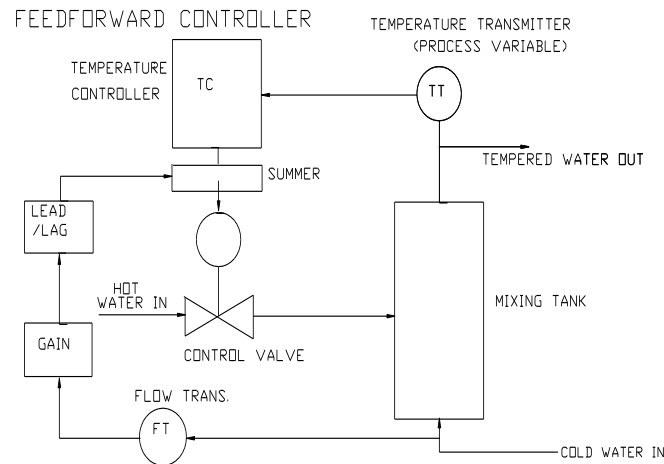 FEEDFORWARD CONTROLLER
TEMPERATURE TRANSMITTER
(PROCESS VARIABLE)
TEMPERATURE
CONTROLLER
TC
TT
TEMPERED WATER OUT
SUMMER
LEAD
/LAG
HOT
WATER IN
MIXING TANK
GAIN
CONTROL VALVE
FLOW TRANS.
FT
COLD WATER IN